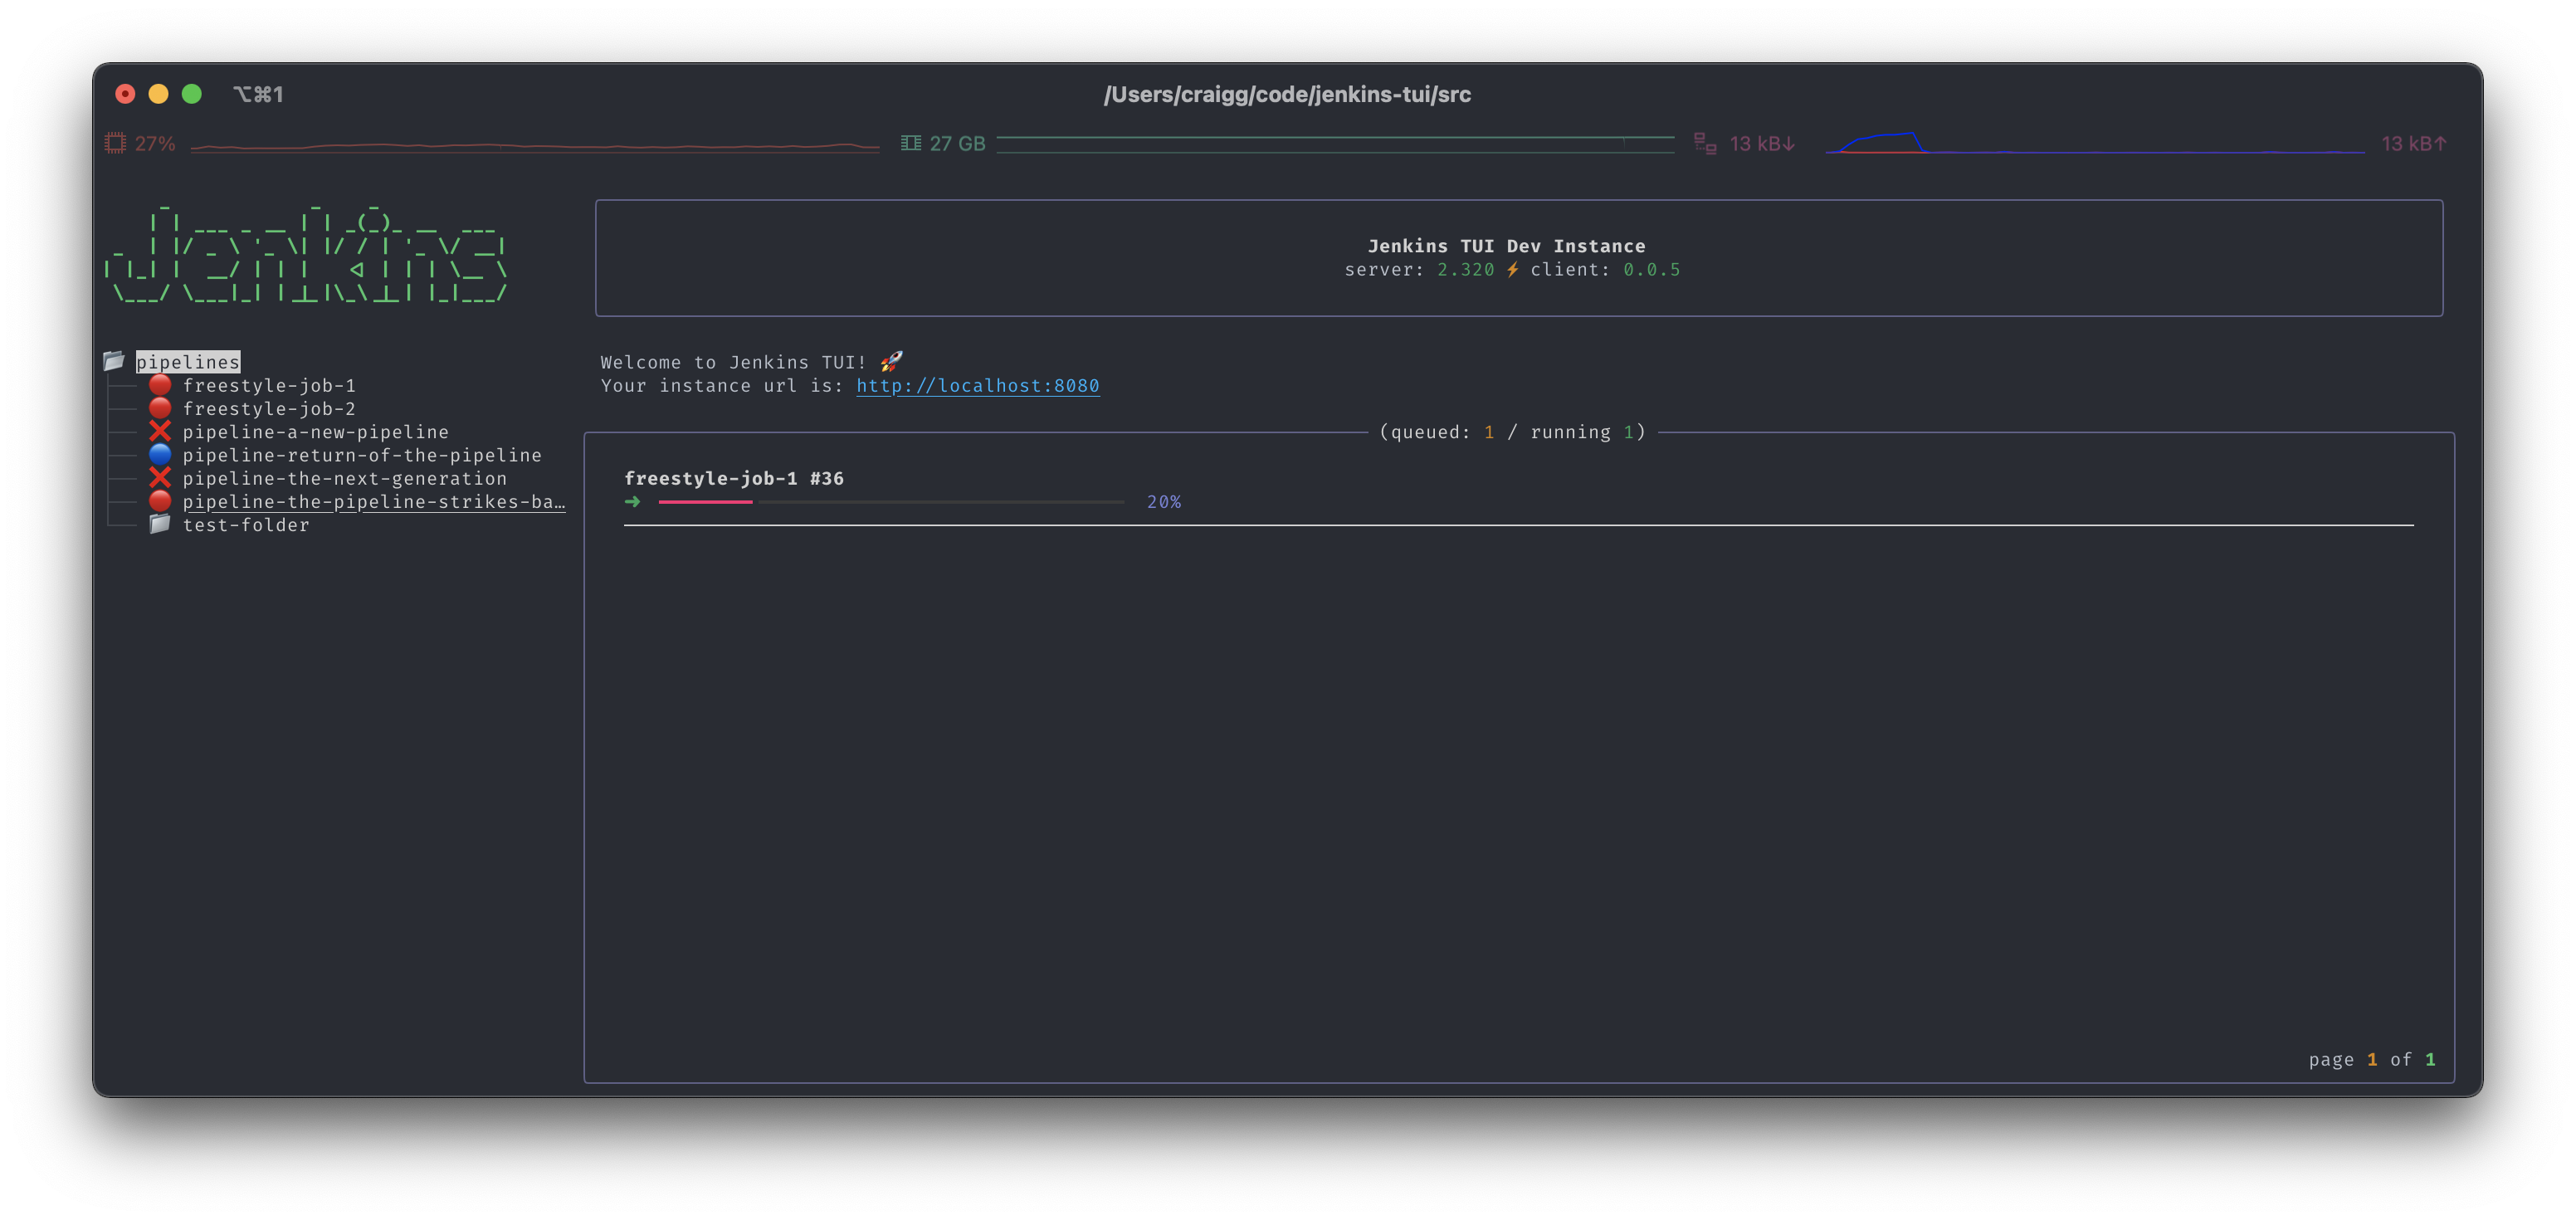 ⌥⌘1
/Users/craigg/code/jenkins-tui/src
27%
27 GB
13 kB↓
13 kB↑
Jenkins
Jenkins TUI Dev Instance
server: 2.320 ⚡ client: 0.0.5
pipelines
freestyle-job-1
freestyle-job-2
pipeline-a-new-pipeline
pipeline-return-of-the-pipeline
pipeline-the-next-generation
pipeline-the-pipeline-strikes-ba…
test-folder
Welcome to Jenkins TUI! 🚀
Your instance url is: http://localhost:8080
(queued: 1 / running 1)
freestyle-job-1 #36
➜ 20%
page 1 of 1